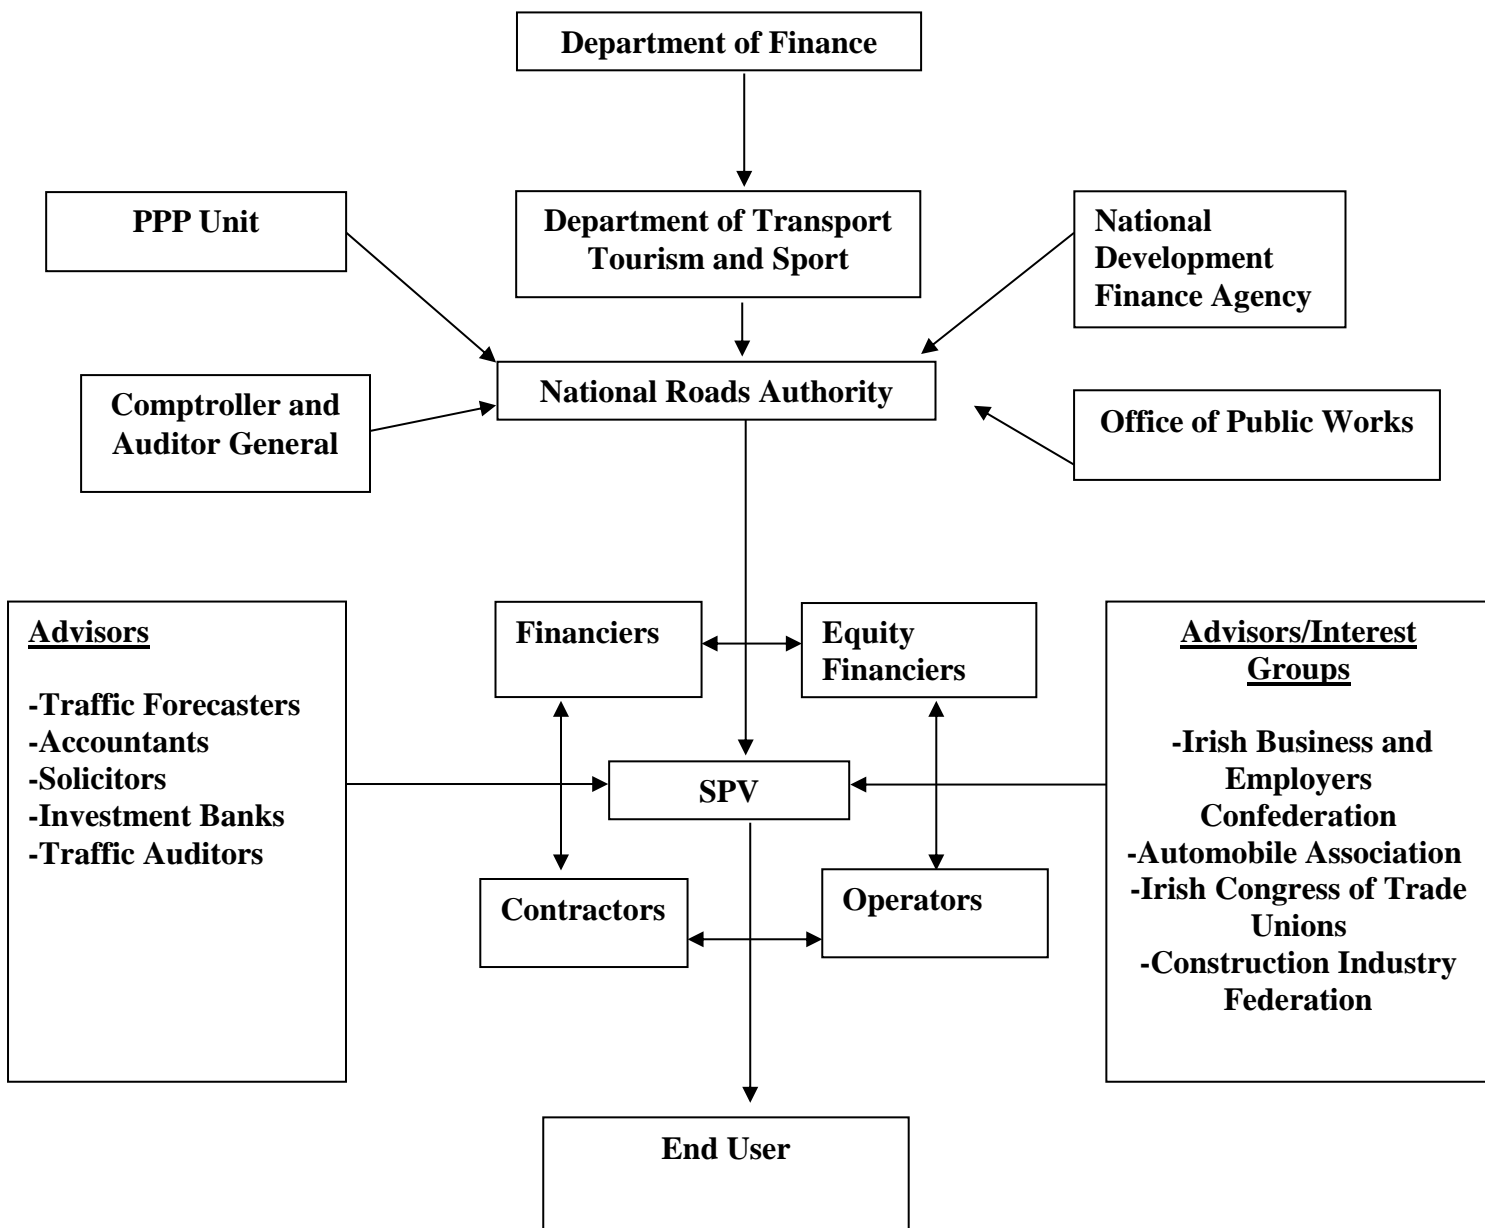 Department of Finance
PPP Unit
Department of Transport
Tourism and Sport
National
Development
Finance Agency
National Roads Authority
Comptroller and
Auditor General
Office of Public Works
Advisors
-Traffic Forecasters
-Accountants
-Solicitors
-Investment Banks
-Traffic Auditors
Financiers
Equity
Financiers
SPV
Contractors
Operators
Advisors/Interest
Groups
-Irish Business and
Employers
Confederation
-Automobile Association
-Irish Congress of Trade
Unions
-Construction Industry
Federation
End User